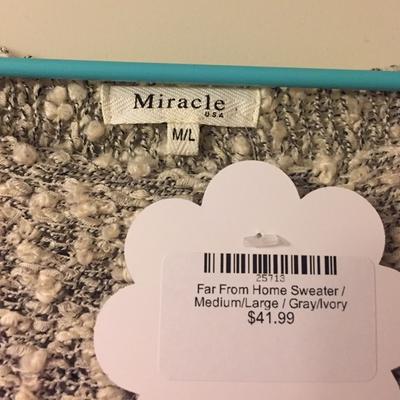 Miracle
USA
M/L
25713
Far From Home Sweater /
Medium/Large / Gray/Ivory
$41.99